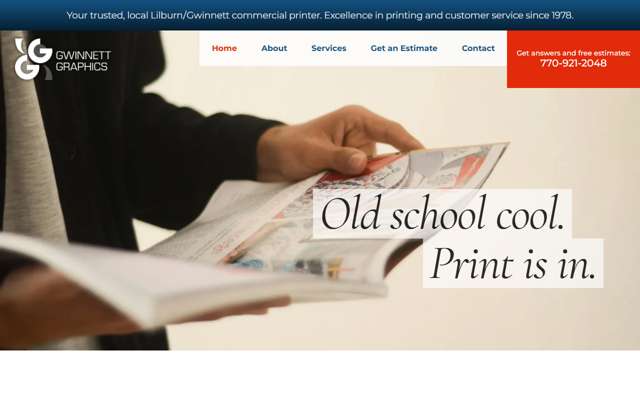 Your trusted, local Lilburn/Gwinnett commercial printer. Excellence in printing and customer service since 1978.
GWINNETT
GRAPHICS
Home
About
Services
Get an Estimate
Contact
Get answers and free estimates:
770-921-2048
Old school cool.
Print is in.